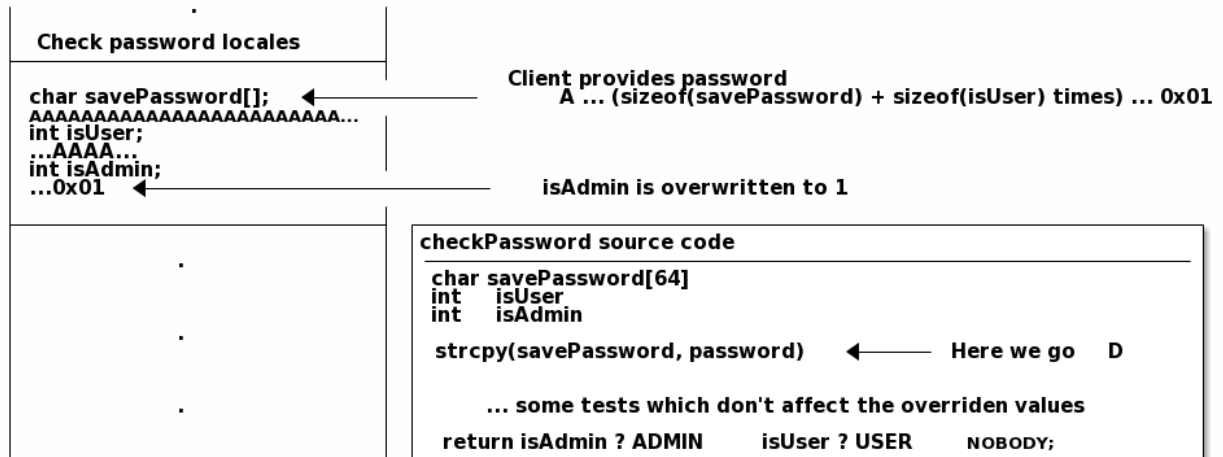 Check password locales
Client provides password
char savePassword[];
A ... (sizeof(savePassword) + sizeof(isUser) times) ... 0x01
AAAAAAAAAAAAAAAAAAAAAAAA...
int isUser;
...AAAA...
int isAdmin;
...0x01
isAdmin is overwritten to 1
checkPassword source code
char savePassword[64]
int isUser
int isAdmin
strcpy(savePassword, password)
Here we go D
... some tests which don't affect the overriden values
return isAdmin ? ADMIN isUser ? USER NOBODY;